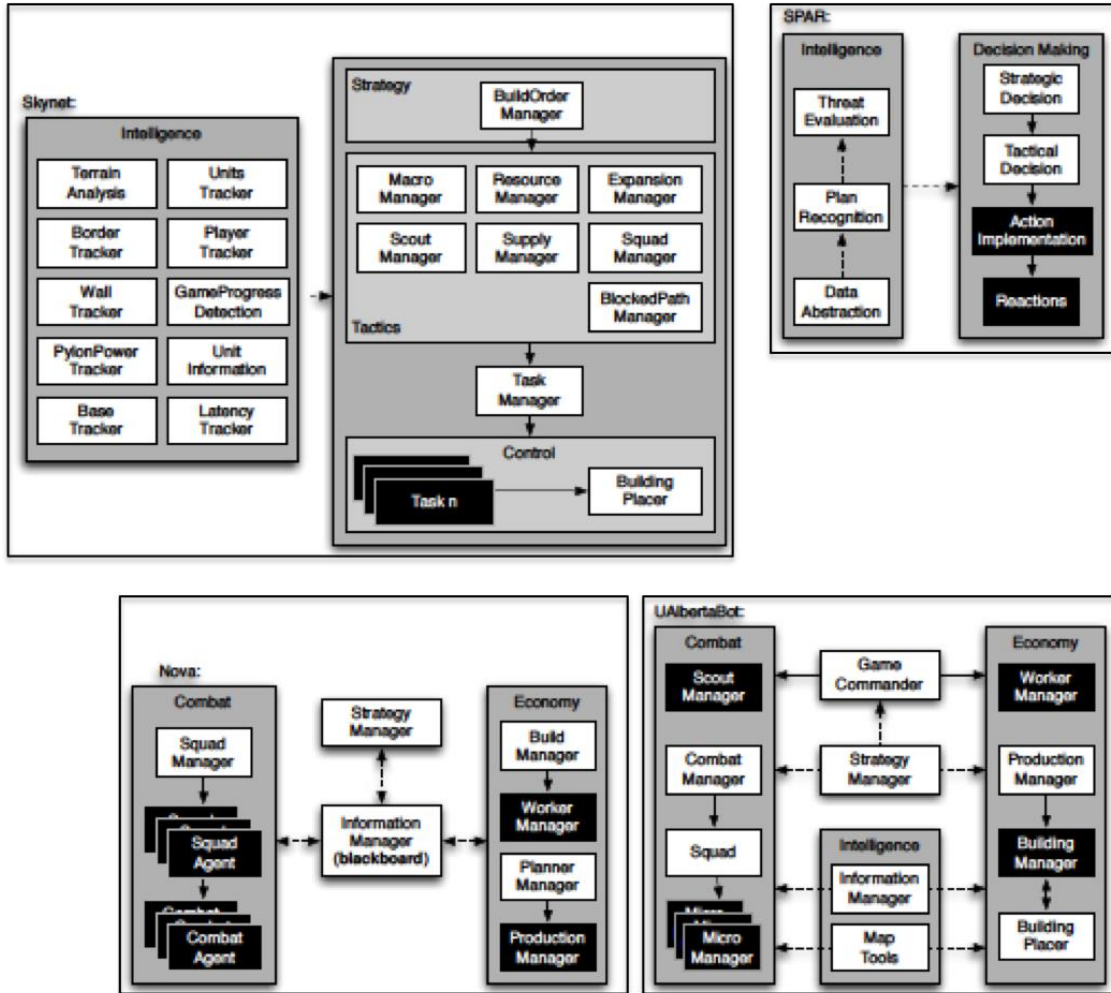 Skynet:
Intelligence
Terrain
Analysis
Units
Tracker
Border
Tracker
Player
Tracker
Wall
Tracker
GameProgress
Detection
PylonPower
Tracker
Unit
Information
Base
Tracker
Latency
Tracker
Strategy
BuildOrder
Manager
Macro
Manager
Resource
Manager
Expansion
Manager
Scout
Manager
Supply
Manager
Squad
Manager
BlockedPath
Manager
Tactics
Task
Manager
Control
Task n
Building
Placer
SPAR:
Intelligence
Threat
Evaluation
Plan
Recognition
Data
Abstraction
Decision Making
Strategic
Decision
Tactical
Decision
Action
Implementation
Reactions
Nova:
Combat
Squad
Manager
Squad
Agent
Combat
Agent
Strategy
Manager
Information
Manager
(blackboard)
Economy
Build
Manager
Worker
Manager
Planner
Manager
Production
Manager
UAlbertaBot:
Combat
Scout
Manager
Combat
Manager
Squad
Micro
Manager
Game
Commander
Strategy
Manager
Intelligence
Information
Manager
Map
Tools
Economy
Worker
Manager
Production
Manager
Building
Manager
Building
Placer